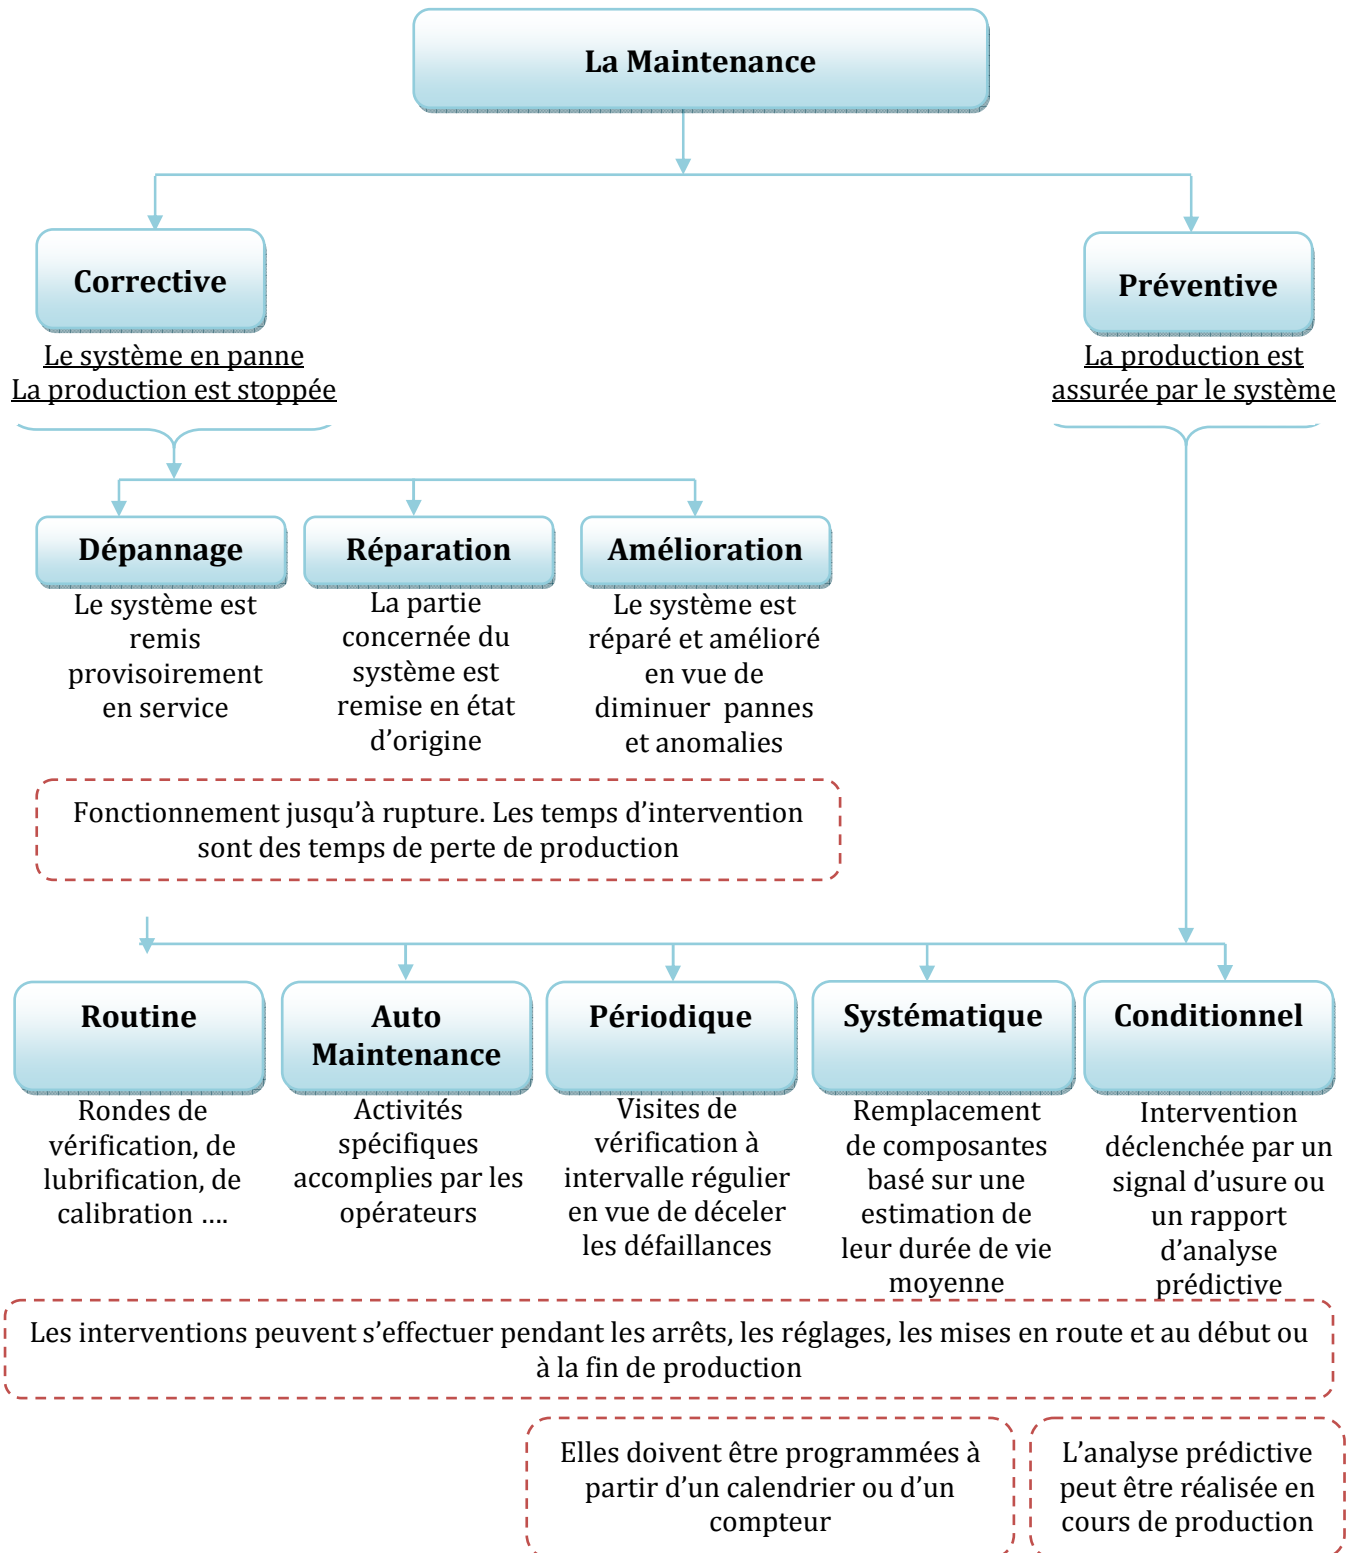 La Maintenance
Corrective
Préventive
Le système en panne
La production est stoppée
La production est
assurée par le système
Dépannage
Réparation
Amélioration
Le système est
remis
provisoirement
en service
La partie
concernée du
système est
remise en état
d’origine
Le système est
réparé et amélioré
en vue de
diminuer pannes
et anomalies
Fonctionnement jusqu’à rupture. Les temps d’intervention
sont des temps de perte de production
Routine
Auto
Maintenance
Périodique
Systématique
Conditionnel
Rondes de
vérification, de
lubrification, de
calibration ….
Activités
spécifiques
accomplies par les
opérateurs
Visites de
vérification à
intervalle régulier
en vue de déceler
les défaillances
Remplacement
de composantes
basé sur une
estimation de
leur durée de vie
moyenne
Intervention
déclenchée par un
signal d’usure ou
un rapport
d’analyse
prédictive
Les interventions peuvent s’effectuer pendant les arrêts, les réglages, les mises en route et au début ou
à la fin de production
Elles doivent être programmées à
partir d’un calendrier ou d’un
compteur
L’analyse prédictive
peut être réalisée en
cours de production